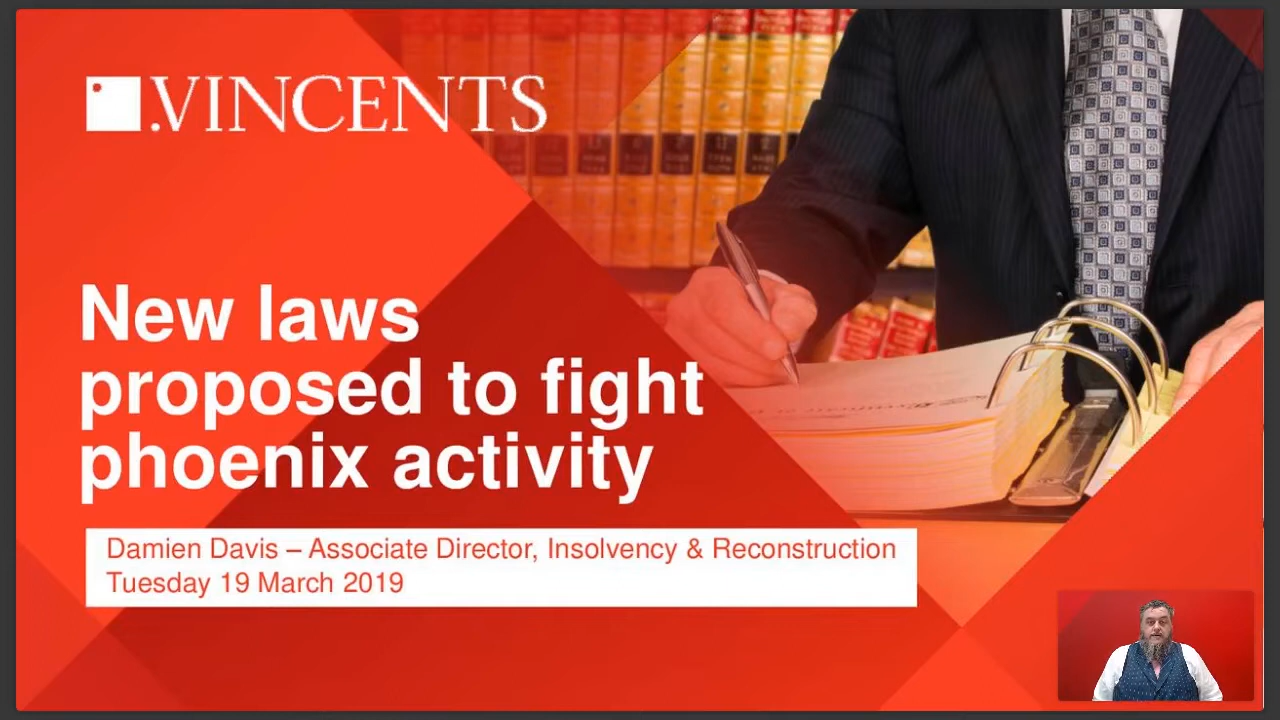 .VINCENTS
New laws
proposed to fight
phoenix activity
Damien Davis – Associate Director, Insolvency & Reconstruction
Tuesday 19 March 2019